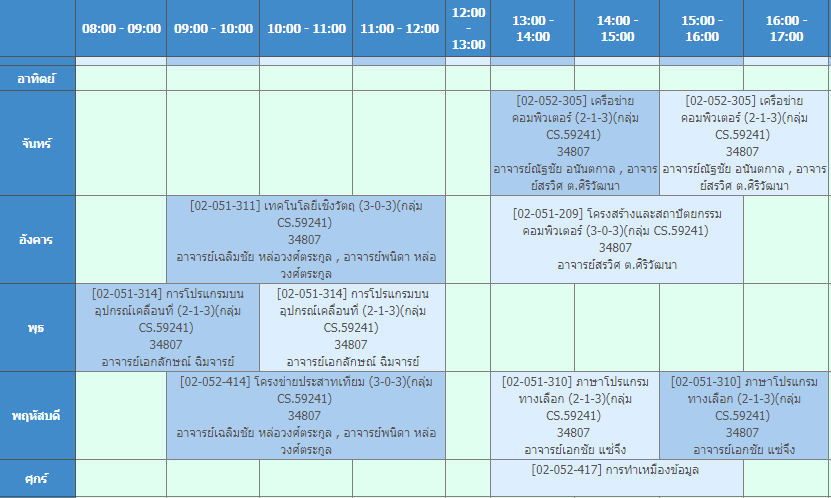 08:00 - 09:00
09:00 - 10:00
10:00 - 11:00
11:00 - 12:00
12:00
-
13:00
13:00 -
14:00
14:00 -
15:00
15:00 -
16:00
16:00 -
17:00
อาทิตย์
จันทร์
[02-052-305] เครือข่าย
คอมพิวเตอร์ (2-1-3)(กลุ่ม
CS.59241)
34807
อาจารย์ณัฐชัย อนันตกาล , อาจาร
ย์สรวิศ ต.ศิริวัฒนา
[02-052-305] เครือข่าย
คอมพิวเตอร์ (2-1-3)(กลุ่ม
CS.59241)
34807
อาจารย์ณัฐชัย อนันตกาล , อาจาร
ย์สรวิศ ต.ศิริวัฒนา
อังคาร
[02-051-311] เทคโนโลยีเชิงวัตถุ (3-0-3)(กลุ่ม
CS.59241)
34807
อาจารย์เฉลิมชัย หล่อวงศ์ตระกูล , อาจารย์พนิดา หล่อ
วงศ์ตระกูล
[02-051-209] โครงสร้างและสถาปัตยกรรม
คอมพิวเตอร์ (3-0-3)(กลุ่ม CS.59241)
34807
อาจารย์สรวิศ ต.ศิริวัฒนา
พุธ
[02-051-314] การโปรแกรมบน
อุปกรณ์เคลื่อนที่ (2-1-3)(กลุ่ม
CS.59241)
34807
อาจารย์เอกลักษณ์ ฉิมจารย์
[02-051-314] การโปรแกรมบน
อุปกรณ์เคลื่อนที่ (2-1-3)(กลุ่ม
CS.59241)
34807
อาจารย์เอกลักษณ์ ฉิมจารย์
พฤหัสบดี
[02-052-414] โครงข่ายประสาทเทียม (3-0-3)(กลุ่ม
CS.59241)
34807
อาจารย์เฉลิมชัย หล่อวงศ์ตระกูล , อาจารย์พนิดา หล่อ
วงศ์ตระกูล
[02-051-310] ภาษาโปรแกรม
ทางเลือก (2-1-3)(กลุ่ม
CS.59241)
34807
อาจารย์เอกชัย แซ่จึง
[02-051-310] ภาษาโปรแกรม
ทางเลือก (2-1-3)(กลุ่ม
CS.59241)
34807
อาจารย์เอกชัย แซ่จึง
ศุกร์
[02-052-417] การทำเหมืองข้อมูล